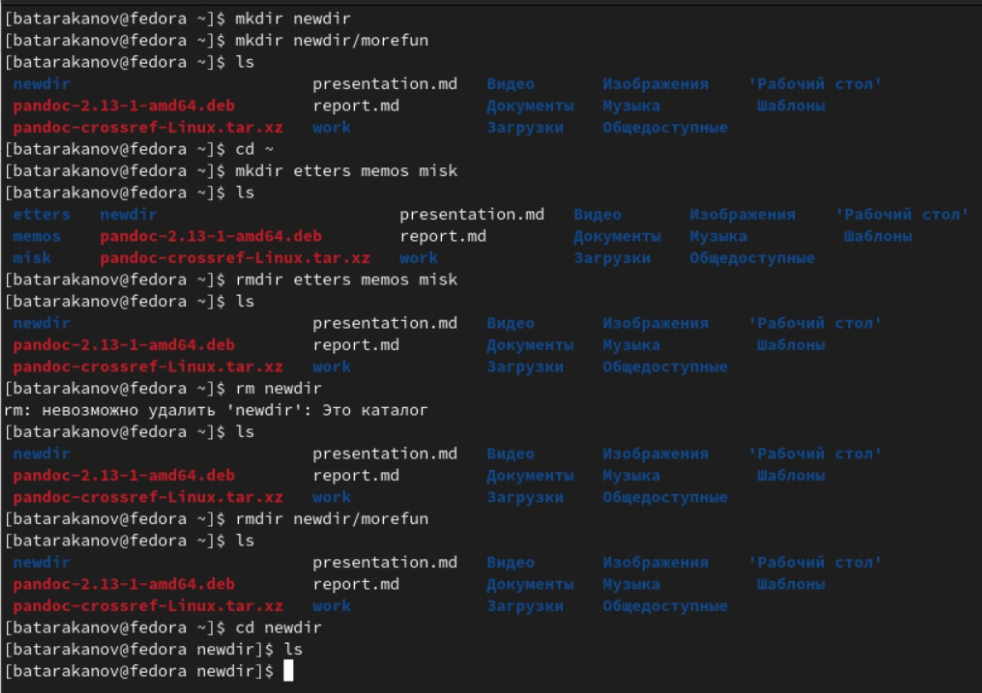 [batarakanov@fedora ~]$ mkdir newdir
[batarakanov@fedora ~]$ mkdir newdir/morefun
[batarakanov@fedora ~]$ ls
newdir presentation.md Видео Изображения 'Рабочий стол'
pandoc-2.13-1-amd64.deb report.md Документы Музыка Шаблоны
pandoc-crossref-Linux.tar.xz work Загрузки Общедоступные
[batarakanov@fedora ~]$ cd ~
[batarakanov@fedora ~]$ mkdir etters memos misk
[batarakanov@fedora ~]$ ls
etters newdir presentation.md Видео Изображения 'Рабочий стол'
memos pandoc-2.13-1-amd64.deb report.md Документы Музыка Шаблоны
misk pandoc-crossref-Linux.tar.xz work Загрузки Общедоступные
[batarakanov@fedora ~]$ rmdir etters memos misk
[batarakanov@fedora ~]$ ls
newdir presentation.md Видео Изображения 'Рабочий стол'
pandoc-2.13-1-amd64.deb report.md Документы Музыка Шаблоны
pandoc-crossref-Linux.tar.xz work Загрузки Общедоступные
[batarakanov@fedora ~]$ rm newdir
rm: невозможно удалить 'newdir': Это каталог
[batarakanov@fedora ~]$ ls
newdir presentation.md Видео Изображения 'Рабочий стол'
pandoc-2.13-1-amd64.deb report.md Документы Музыка Шаблоны
pandoc-crossref-Linux.tar.xz work Загрузки Общедоступные
[batarakanov@fedora ~]$ rmdir newdir/morefun
[batarakanov@fedora ~]$ ls
newdir presentation.md Видео Изображения 'Рабочий стол'
pandoc-2.13-1-amd64.deb report.md Документы Музыка Шаблоны
pandoc-crossref-Linux.tar.xz work Загрузки Общедоступные
[batarakanov@fedora ~]$ cd newdir
[batarakanov@fedora newdir]$ ls
[batarakanov@fedora newdir]$